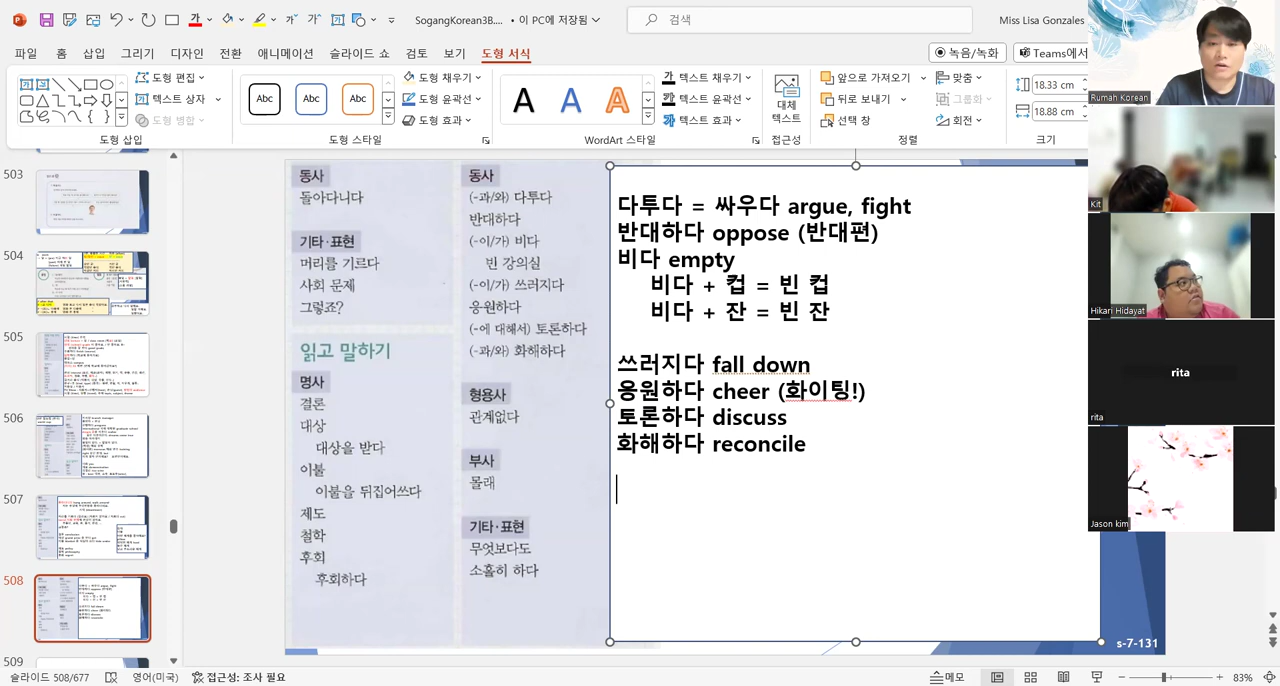 SogangKorean3B.... • 이 PC에 저장됨
검색
Miss Lisa Gonzales
파일 홈 삽입 그리기 디자인 전환 애니메이션 슬라이드 쇼 검토 보기 도형 서식
녹음/녹화
Teams에서
도형 편집
텍스트 상자
도형 병합
도형 삽입
Abc Abc Abc
도형 채우기
도형 윤곽선
도형 효과
도형 스타일
A A A
텍스트 채우기
텍스트 윤곽선
텍스트 효과
WordArt 스타일
대체
텍스트
접근성
앞으로 가져오기
뒤로 보내기
선택 창
맞춤
그룹화
회전
정렬
18.33 cm
18.88 cm
크기
503
504
505
506
507
508
509
동사
돌아다니다
기타·표현
머리를 기르다
사회 문제
그렇죠?
읽고 말하기
명사
결론
대상
대상을 받다
이불
이불을 뒤집어쓰다
제도
철학
후회
후회하다
동사
(-과/와) 다투다
반대하다
(-이/가) 비다
빈 강의실
(-이/가) 쓰러지다
응원하다
(-에 대해서) 토론하다
(-과/와) 화해하다
형용사
관계없다
부사
몰래
기타·표현
무엇보다도
소홀히 하다
다투다 = 싸우다 argue, fight
반대하다 oppose (반대편)
비다 empty
비다 + 컵 = 빈 컵
비다 + 잔 = 빈 잔
쓰러지다 fall down
응원하다 cheer (화이팅!)
토론하다 discuss
화해하다 reconcile
s-7-131
Rumah Korean
Kit
Hikari Hidayat
rita
rita
Jason kim
슬라이드 508/677
영어(미국)
접근성: 조사 필요
메모
83%